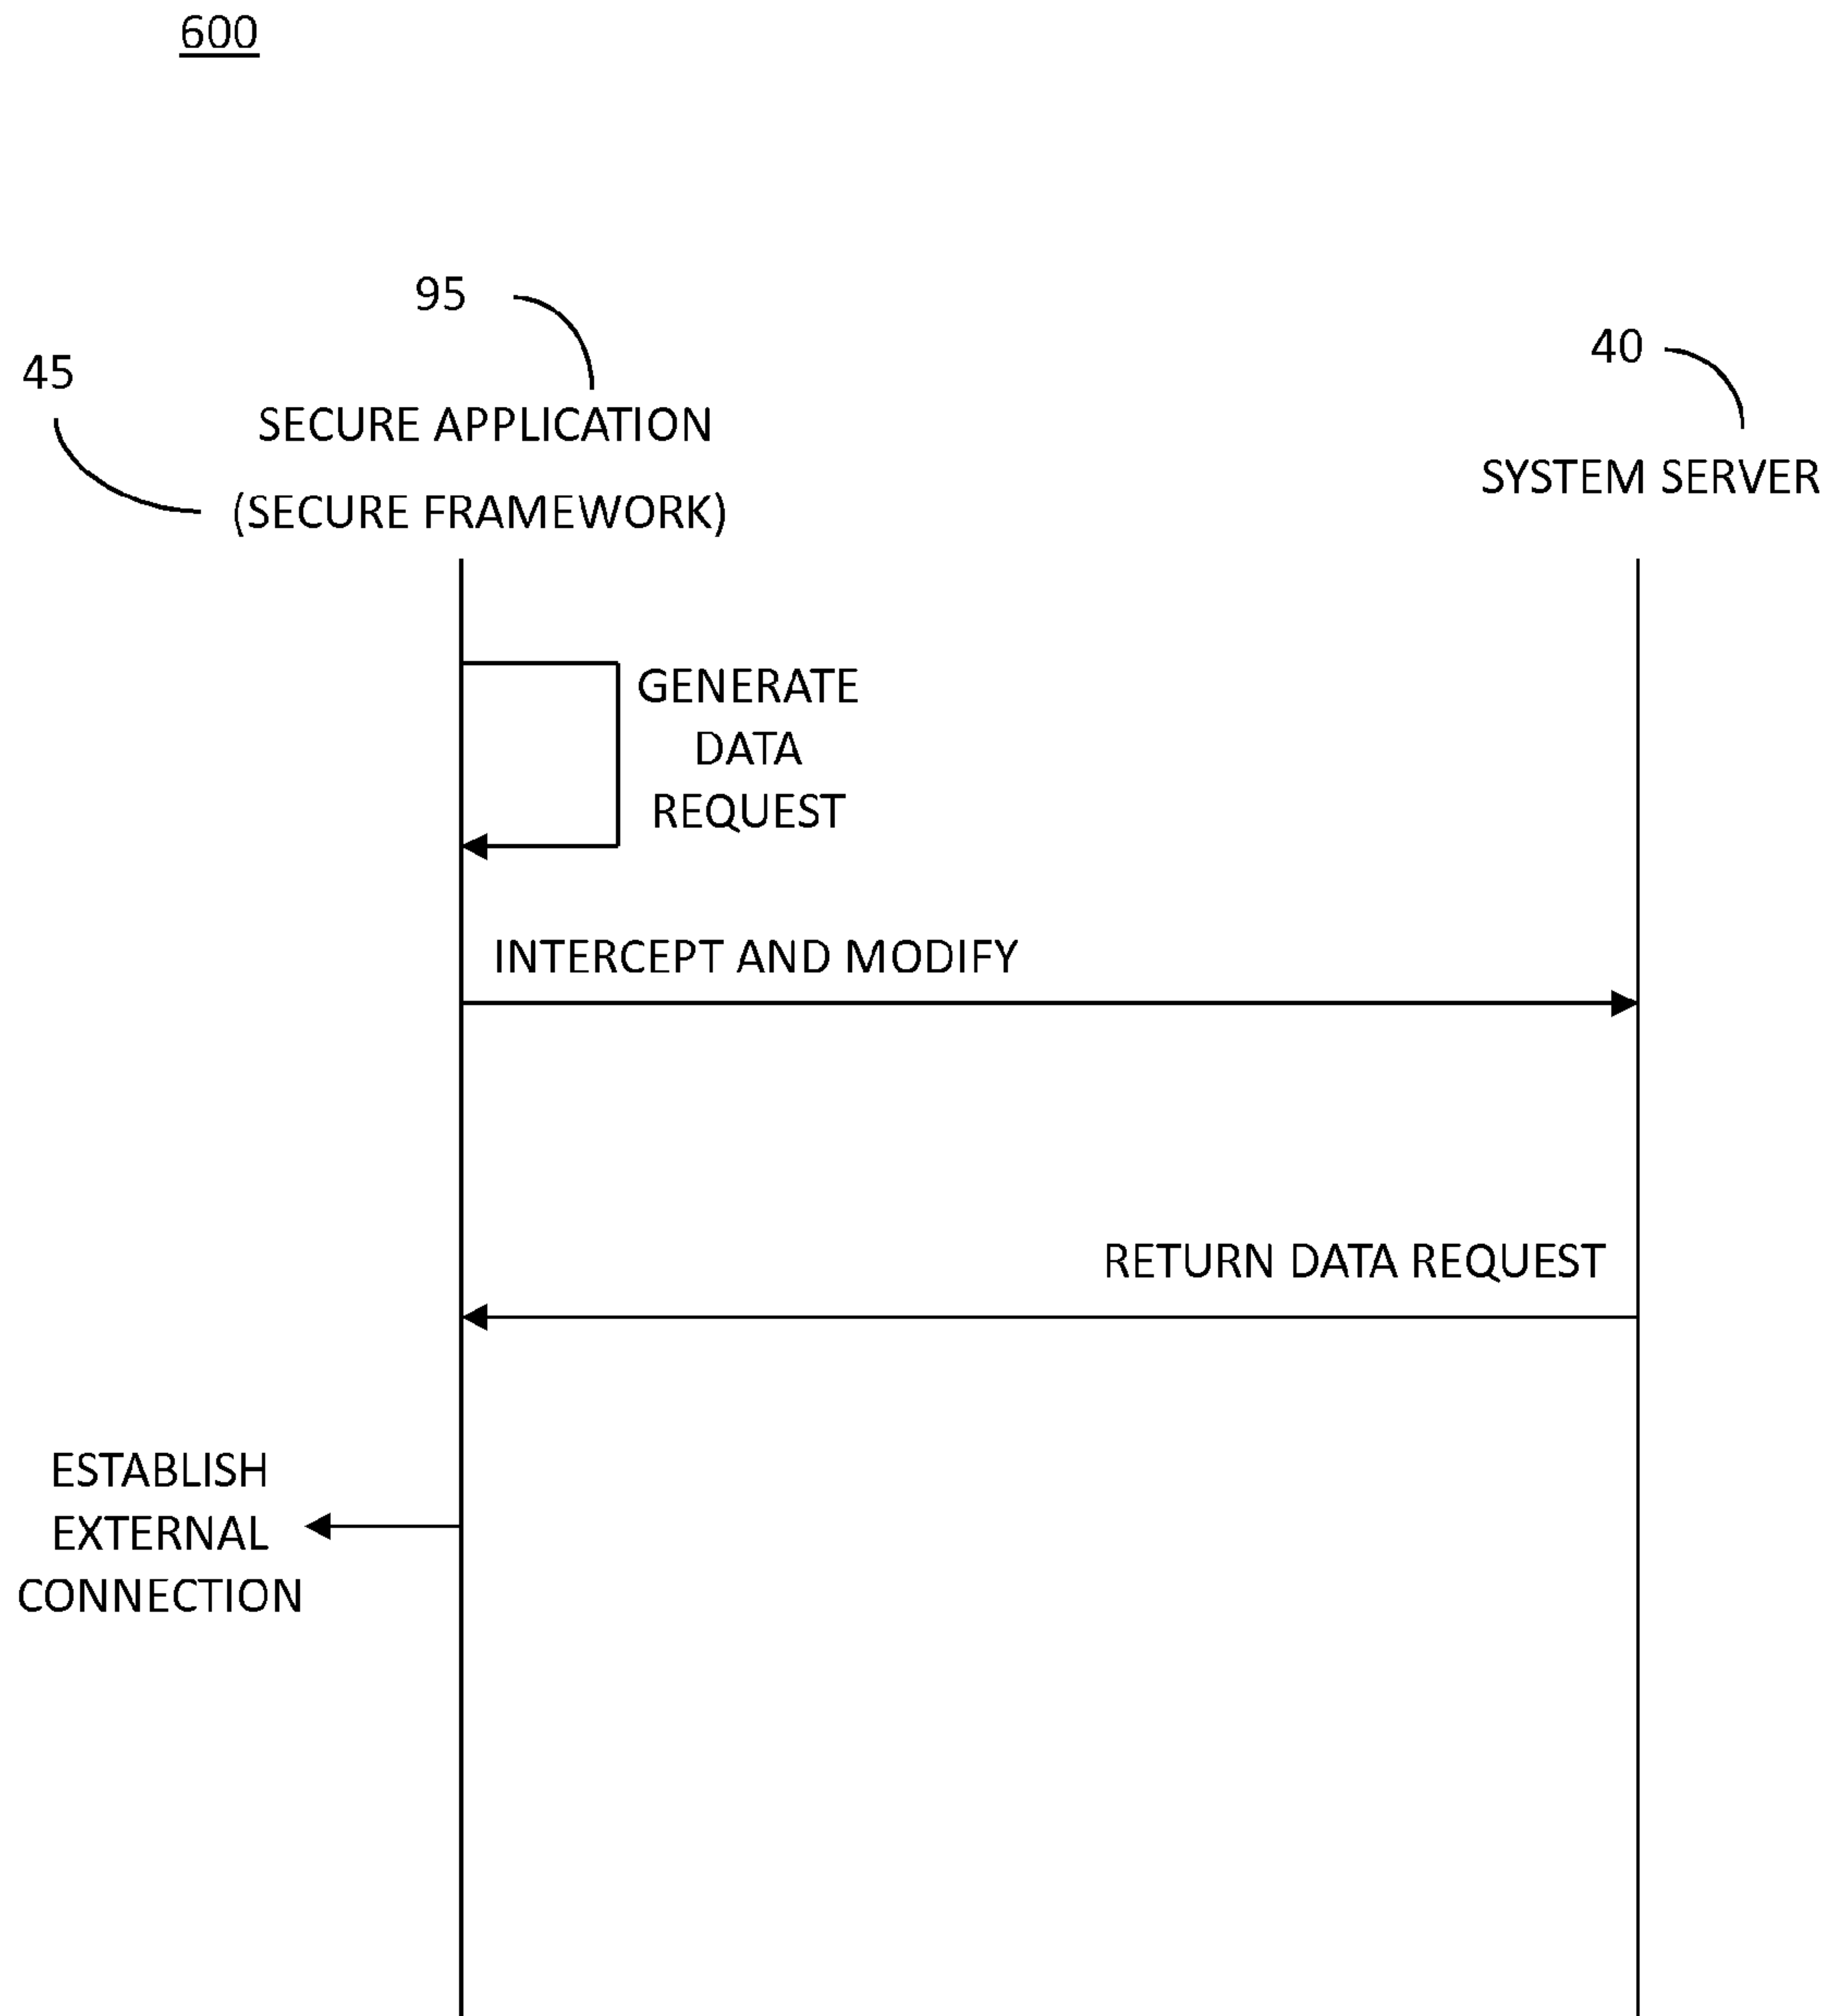 600
95
45
40
SECURE APPLICATION
(SECURE FRAMEWORK)
SYSTEM SERVER
GENERATE
DATA
REQUEST
INTERCEPT AND MODIFY
RETURN DATA REQUEST
ESTABLISH
EXTERNAL
CONNECTION